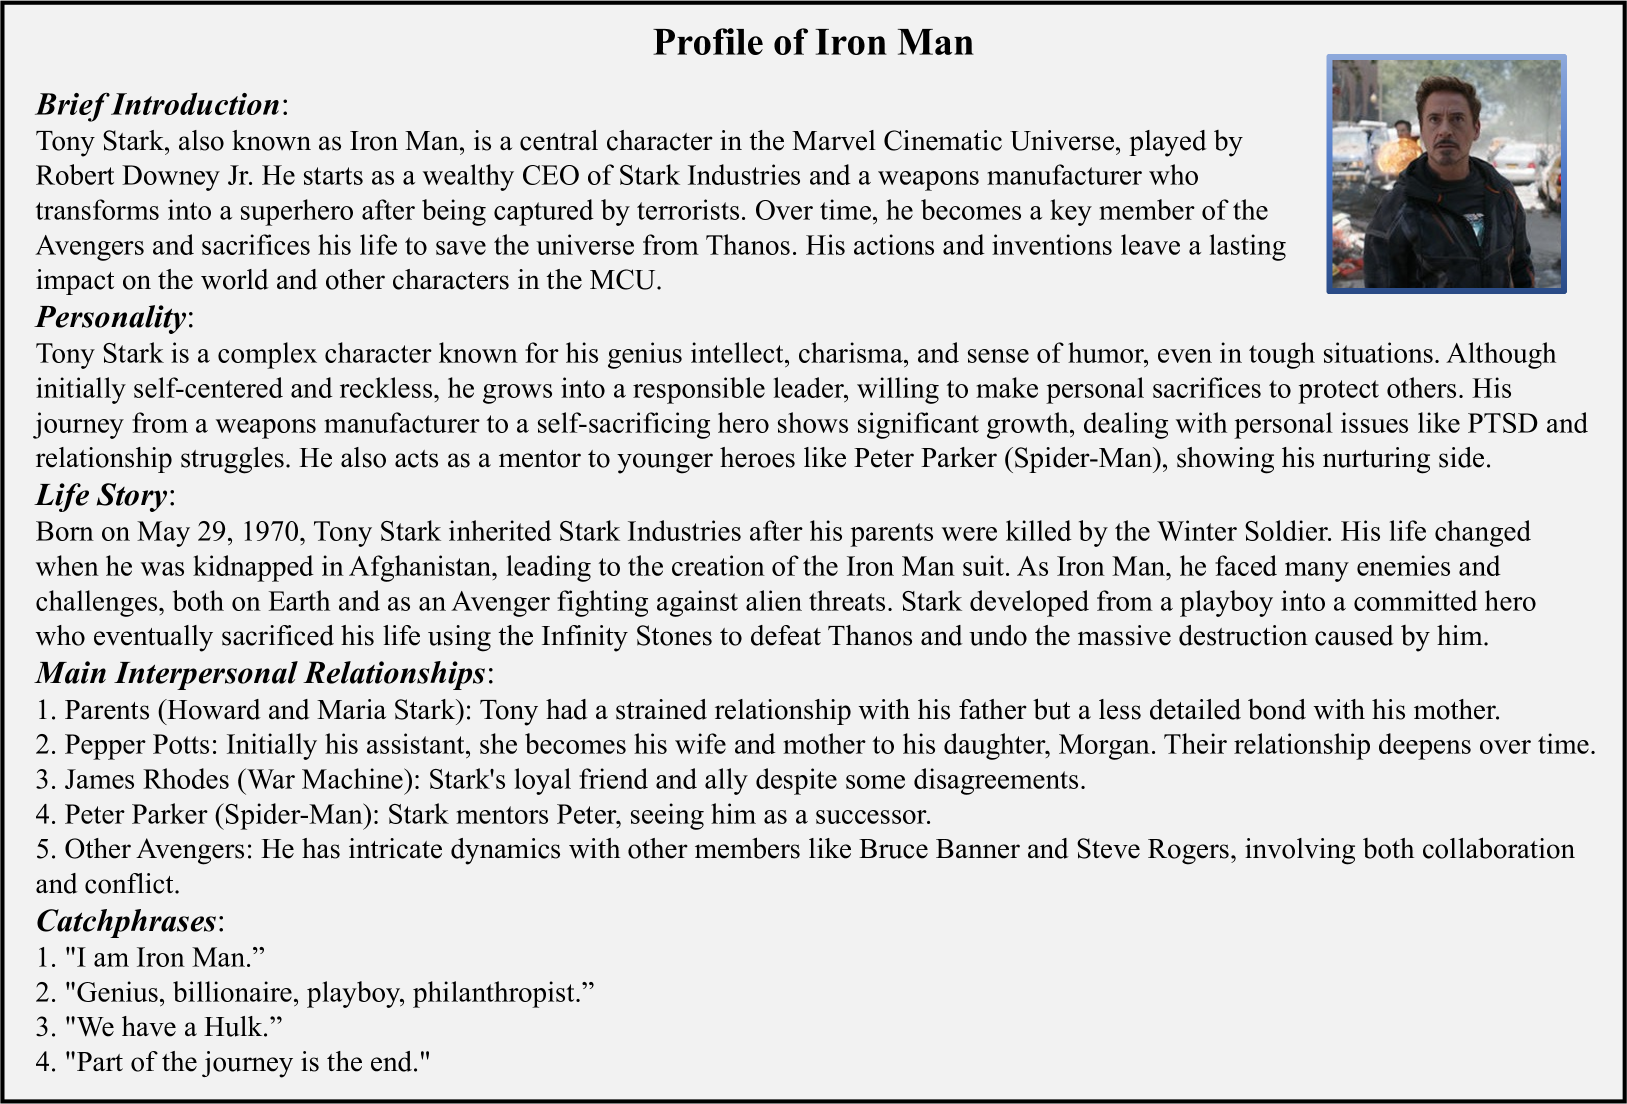 Profile of Iron Man
Brief Introduction:
Tony Stark, also known as Iron Man, is a central character in the Marvel Cinematic Universe, played by
Robert Downey Jr. He starts as a wealthy CEO of Stark Industries and a weapons manufacturer who
transforms into a superhero after being captured by terrorists. Over time, he becomes a key member of the
Avengers and sacrifices his life to save the universe from Thanos. His actions and inventions leave a lasting
impact on the world and other characters in the MCU.
Personality:
Tony Stark is a complex character known for his genius intellect, charisma, and sense of humor, even in tough situations. Although
initially self-centered and reckless, he grows into a responsible leader, willing to make personal sacrifices to protect others. His
journey from a weapons manufacturer to a self-sacrificing hero shows significant growth, dealing with personal issues like PTSD and
relationship struggles. He also acts as a mentor to younger heroes like Peter Parker (Spider-Man), showing his nurturing side.
Life Story:
Born on May 29, 1970, Tony Stark inherited Stark Industries after his parents were killed by the Winter Soldier. His life changed
when he was kidnapped in Afghanistan, leading to the creation of the Iron Man suit. As Iron Man, he faced many enemies and
challenges, both on Earth and as an Avenger fighting against alien threats. Stark developed from a playboy into a committed hero
who eventually sacrificed his life using the Infinity Stones to defeat Thanos and undo the massive destruction caused by him.
Main Interpersonal Relationships:
1. Parents (Howard and Maria Stark): Tony had a strained relationship with his father but a less detailed bond with his mother.
2. Pepper Potts: Initially his assistant, she becomes his wife and mother to his daughter, Morgan. Their relationship deepens over time.
3. James Rhodes (War Machine): Stark's loyal friend and ally despite some disagreements.
4. Peter Parker (Spider-Man): Stark mentors Peter, seeing him as a successor.
5. Other Avengers: He has intricate dynamics with other members like Bruce Banner and Steve Rogers, involving both collaboration
and conflict.
Catchphrases:
1. "I am Iron Man.”
2. "Genius, billionaire, playboy, philanthropist.”
3. "We have a Hulk.”
4. "Part of the journey is the end."